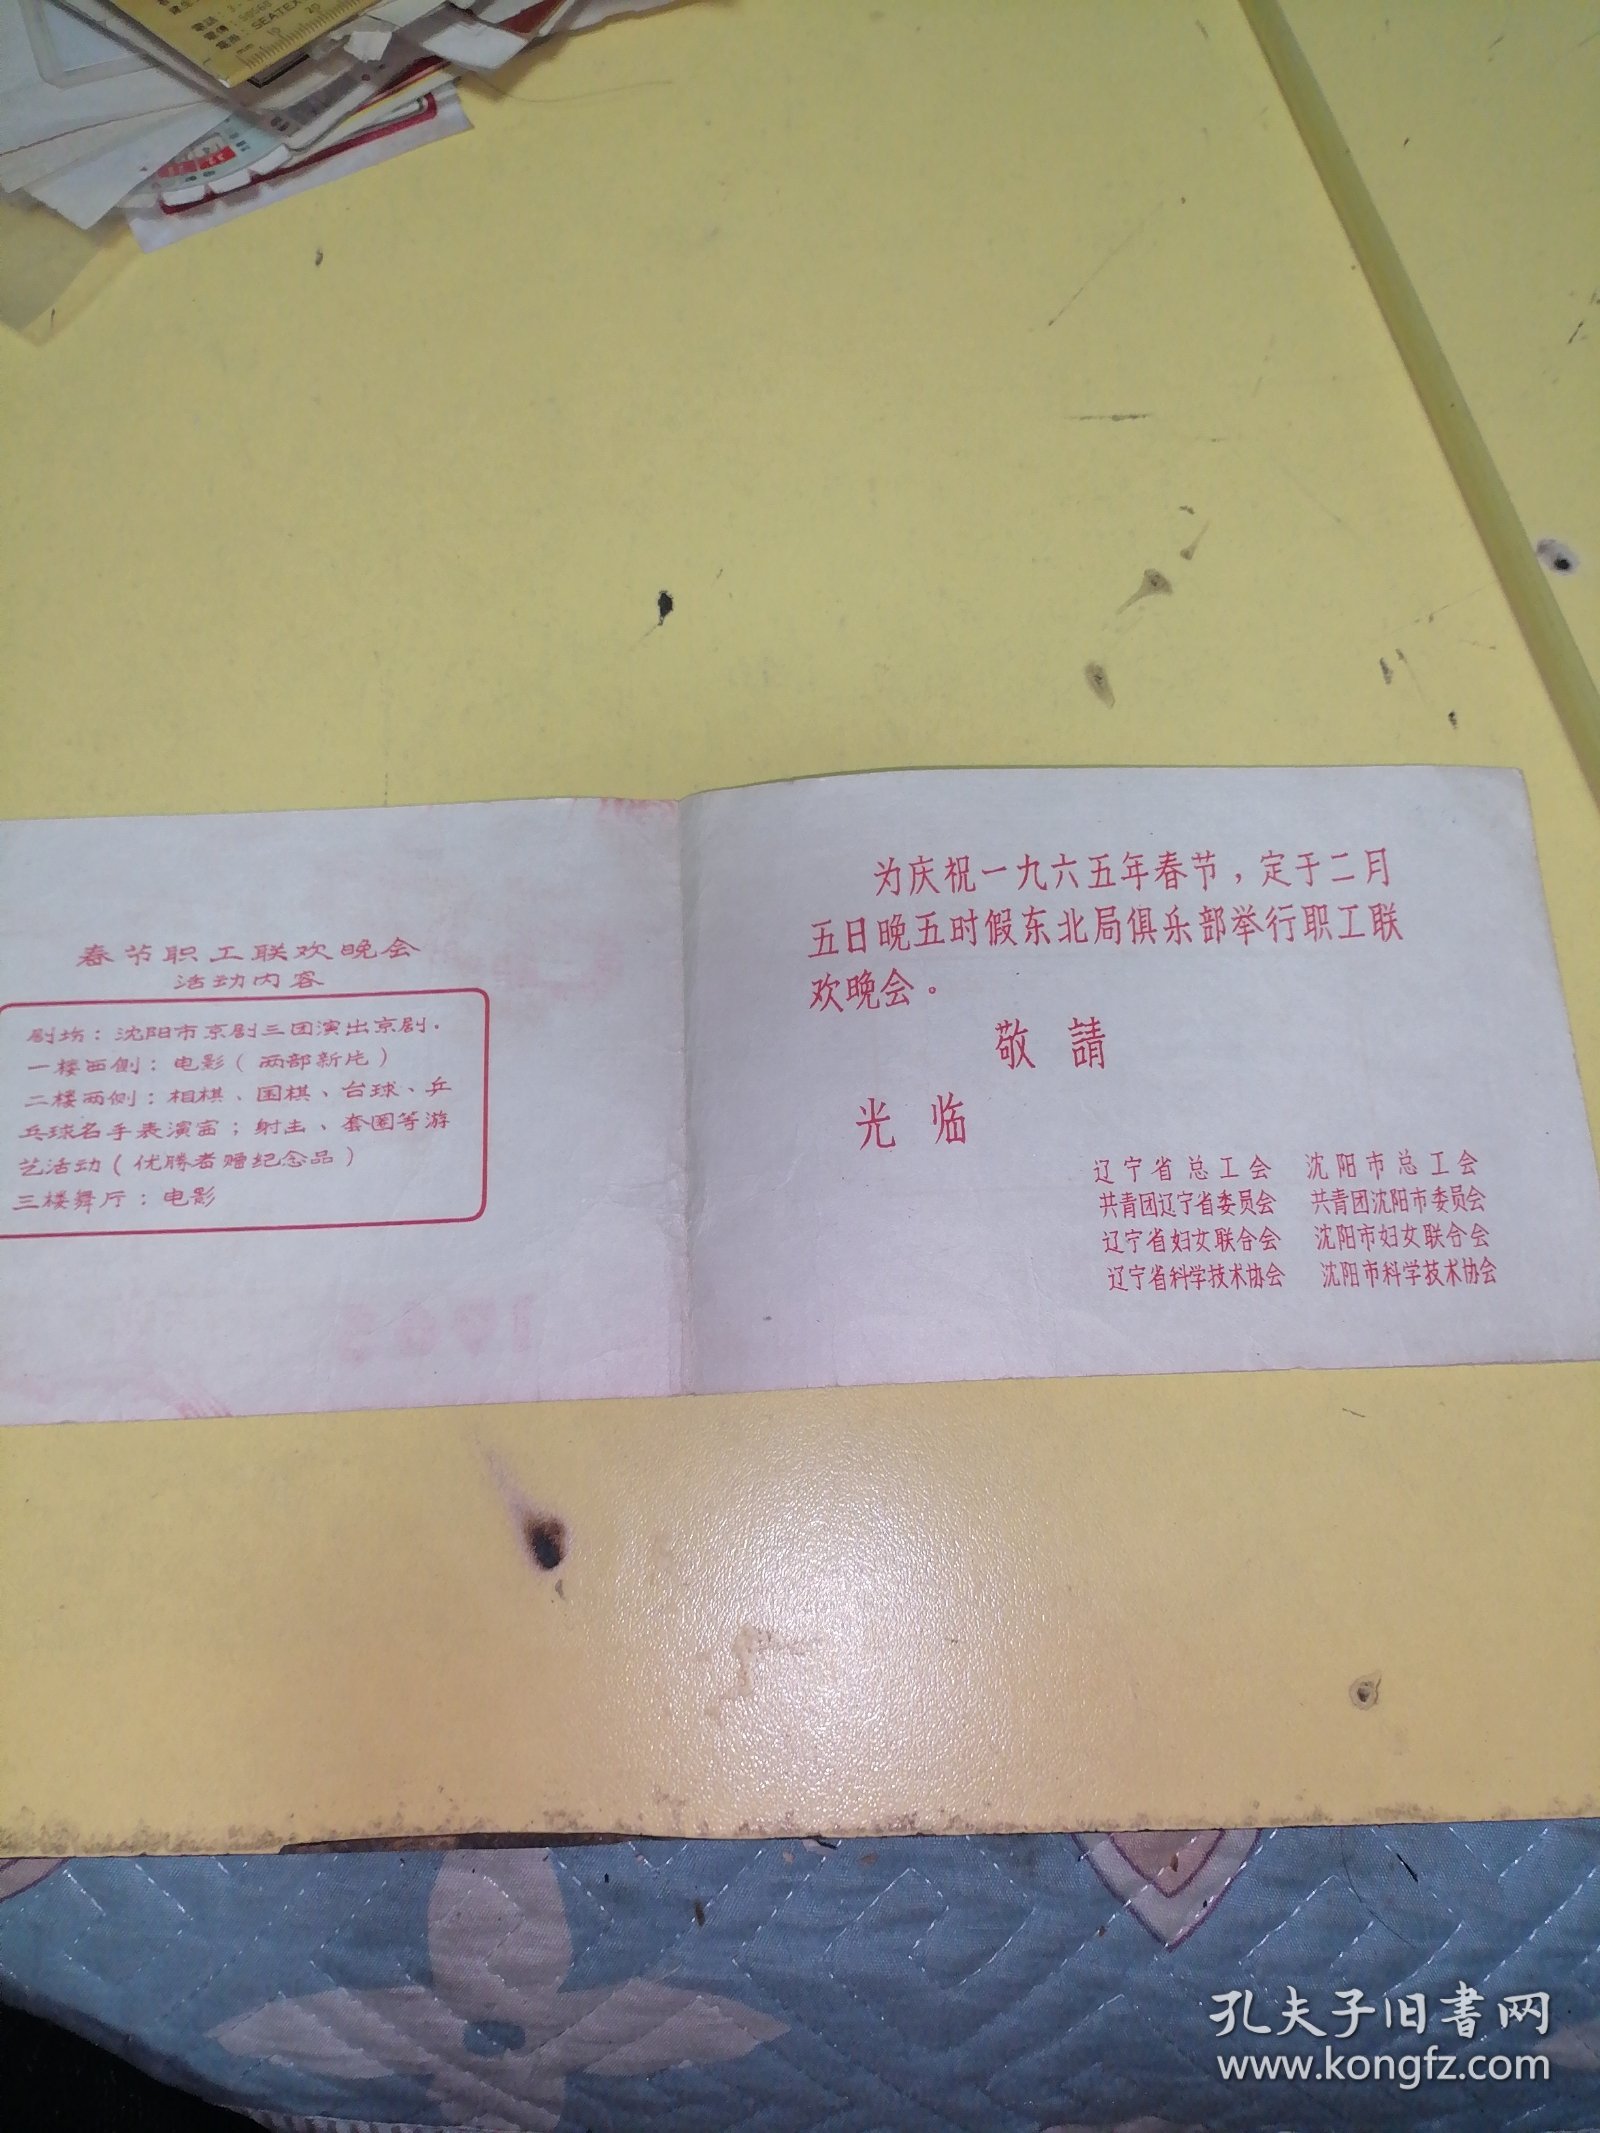 SEATEX
春节职工联欢晚会
活动内容
剧场：沈阳市京剧三团演出京剧．
一楼西侧：电影（两部新片）
二楼两侧：相棋、国棋、台球、乒
乓球名手表演宙；射击、套圈等游
艺活动（优胜者赠纪念品）
三楼舞厅：电影
为庆祝一九六五年春节，定于二月
五日晚五时假东北局俱乐部举行职工联
欢晚会。
敬請
光临
辽宁省总工会 沈阳市总工会
共青团辽宁省委员会 共青团沈阳市委员会
辽宁省妇女联合会 沈阳市妇女联合会
辽宁省科学技术协会 沈阳市科学技术协会
孔夫子旧書网
www.kongfz.com